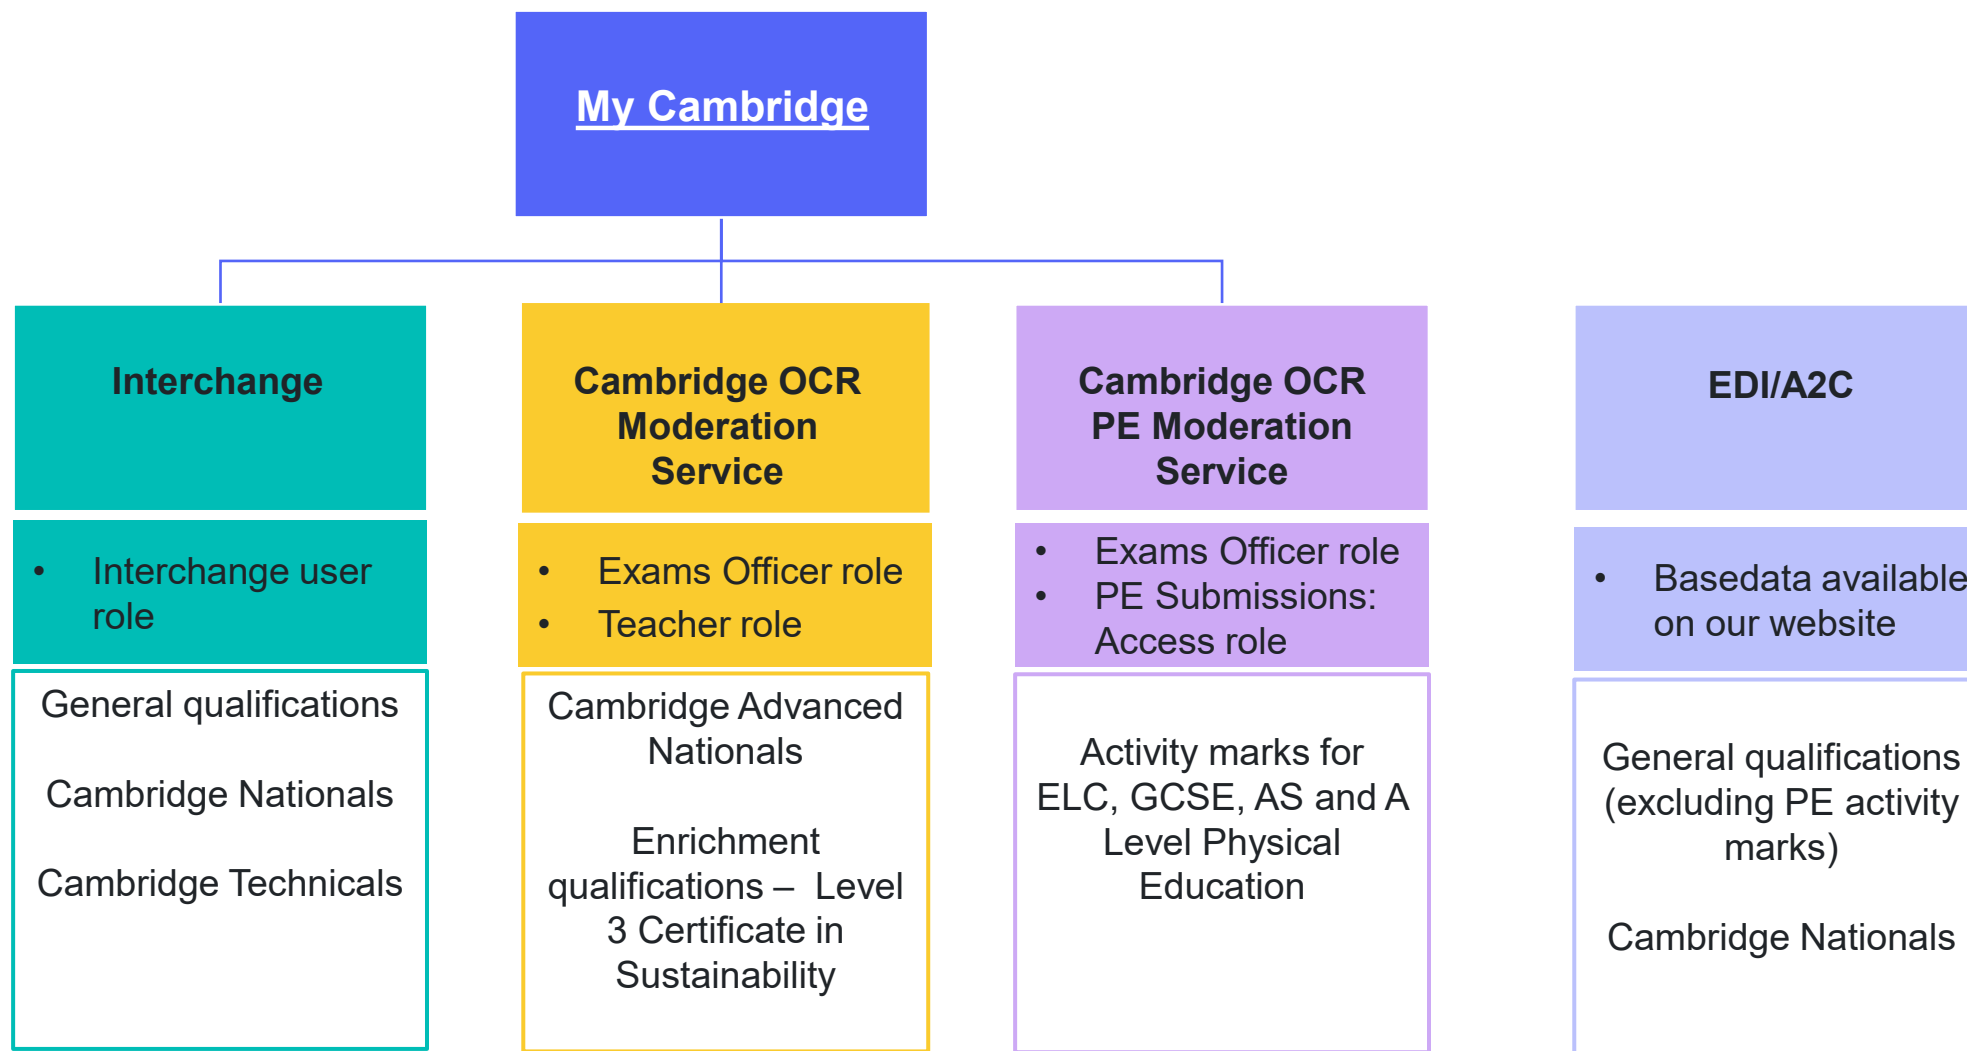 My Cambridge
Interchange
• Interchange user
role
General qualifications
Cambridge Nationals
Cambridge Technicals
Cambridge OCR
Moderation
Service
• Exams Officer role
• Teacher role
Cambridge Advanced
Nationals
Enrichment
qualifications – Level
3 Certificate in
Sustainability
Cambridge OCR
PE Moderation
Service
• Exams Officer role
• PE Submissions:
Access role
Activity marks for
ELC, GCSE, AS and A
Level Physical
Education
EDI/A2C
• Basedata available
on our website
General qualifications
(excluding PE activity
marks)
Cambridge Nationals